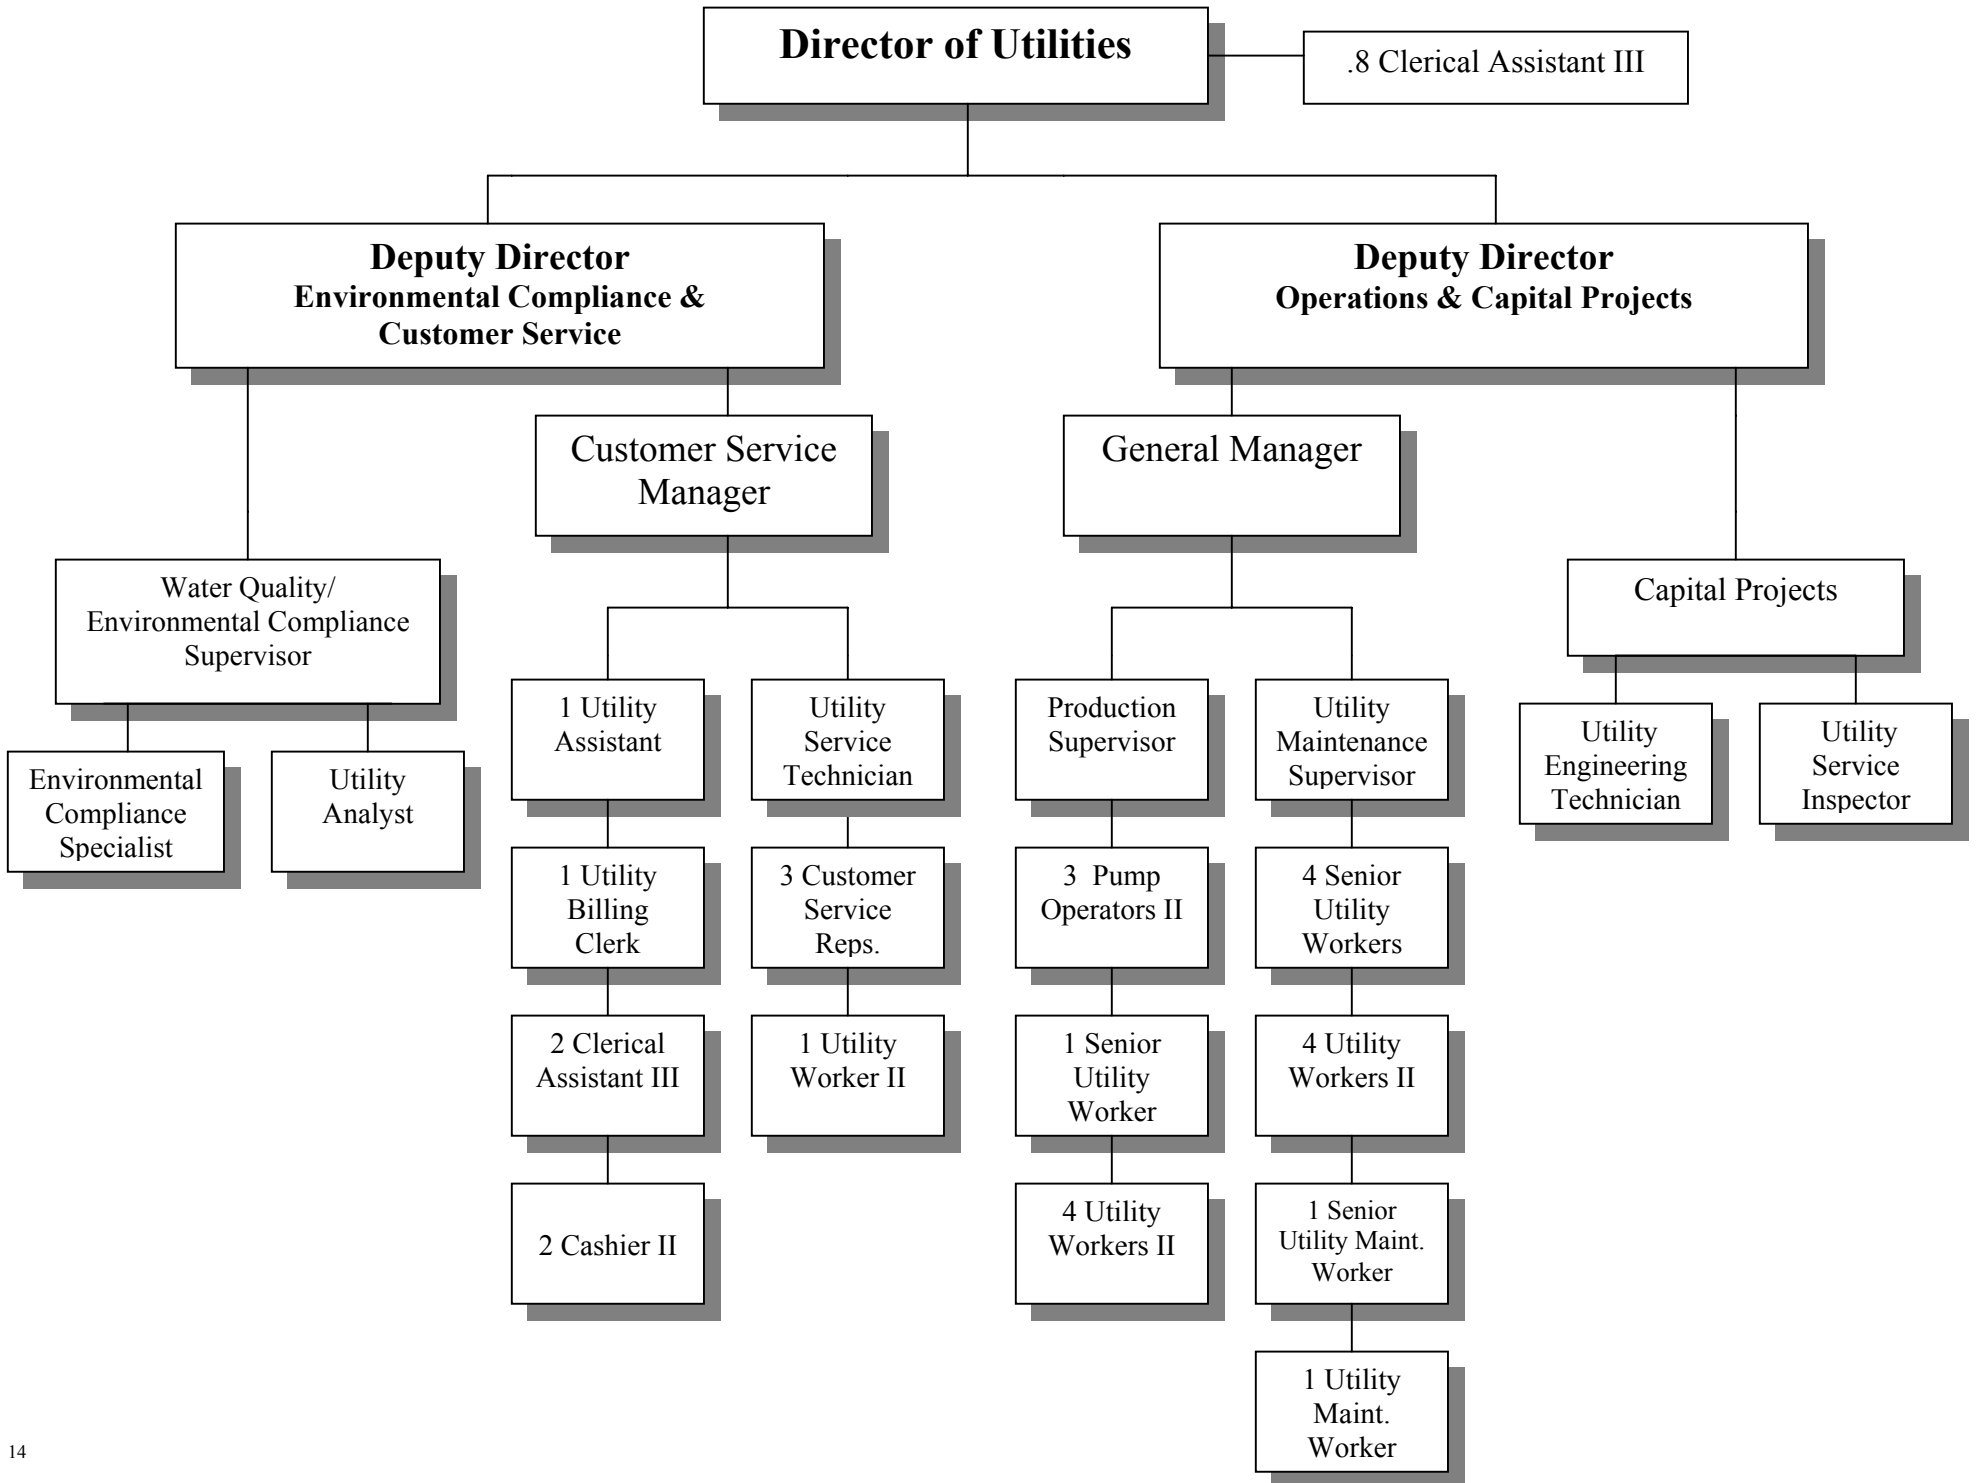 Director of Utilities
.8 Clerical Assistant III
Deputy Director
Environmental Compliance &
Customer Service
Deputy Director
Operations & Capital Projects
Customer Service
Manager
General Manager
Water Quality/
Environmental Compliance
Supervisor
Capital Projects
Environmental
Compliance
Specialist
Utility
Analyst
1 Utility
Assistant
Utility
Service
Technician
Production
Supervisor
Utility
Maintenance
Supervisor
Utility
Engineering
Technician
Utility
Service
Inspector
1 Utility
Billing
Clerk
3 Customer
Service
Reps.
3  Pump
Operators II
4 Senior
Utility
Workers
2 Clerical
Assistant III
1 Utility
Worker II
1 Senior
Utility
Worker
4 Utility
Workers II
2 Cashier II
4 Utility
Workers II
1 Senior
Utility Maint.
Worker
1 Utility
Maint.
Worker
14